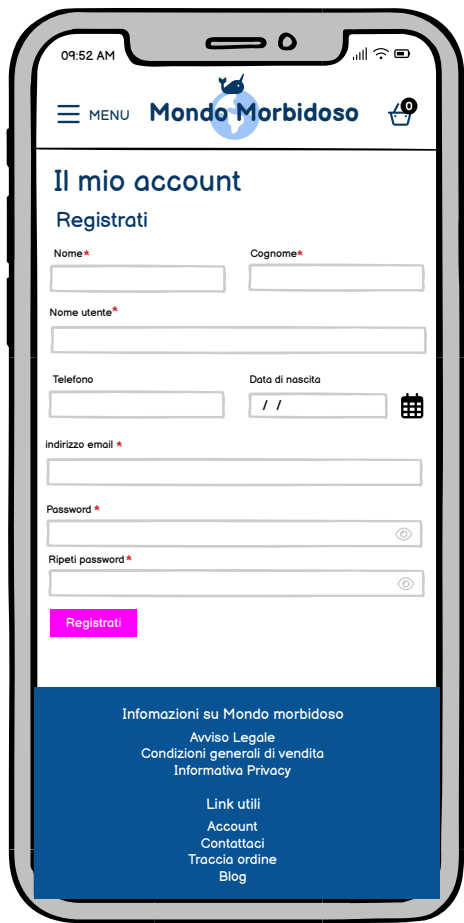 09:52 AM
MENU
Mondo Morbidoso
0
Il mio account
Registrati
Nome*
Cognome*
Nome utente*
Telefono
Data di nascita
/ /
indirizzo email *
Password *
Ripeti password *
Registrati
Infomazioni su Mondo morbidoso
Avviso Legale
Condizioni generali di vendita
Informativa Privacy
Link utili
Account
Contattaci
Traccia ordine
Blog